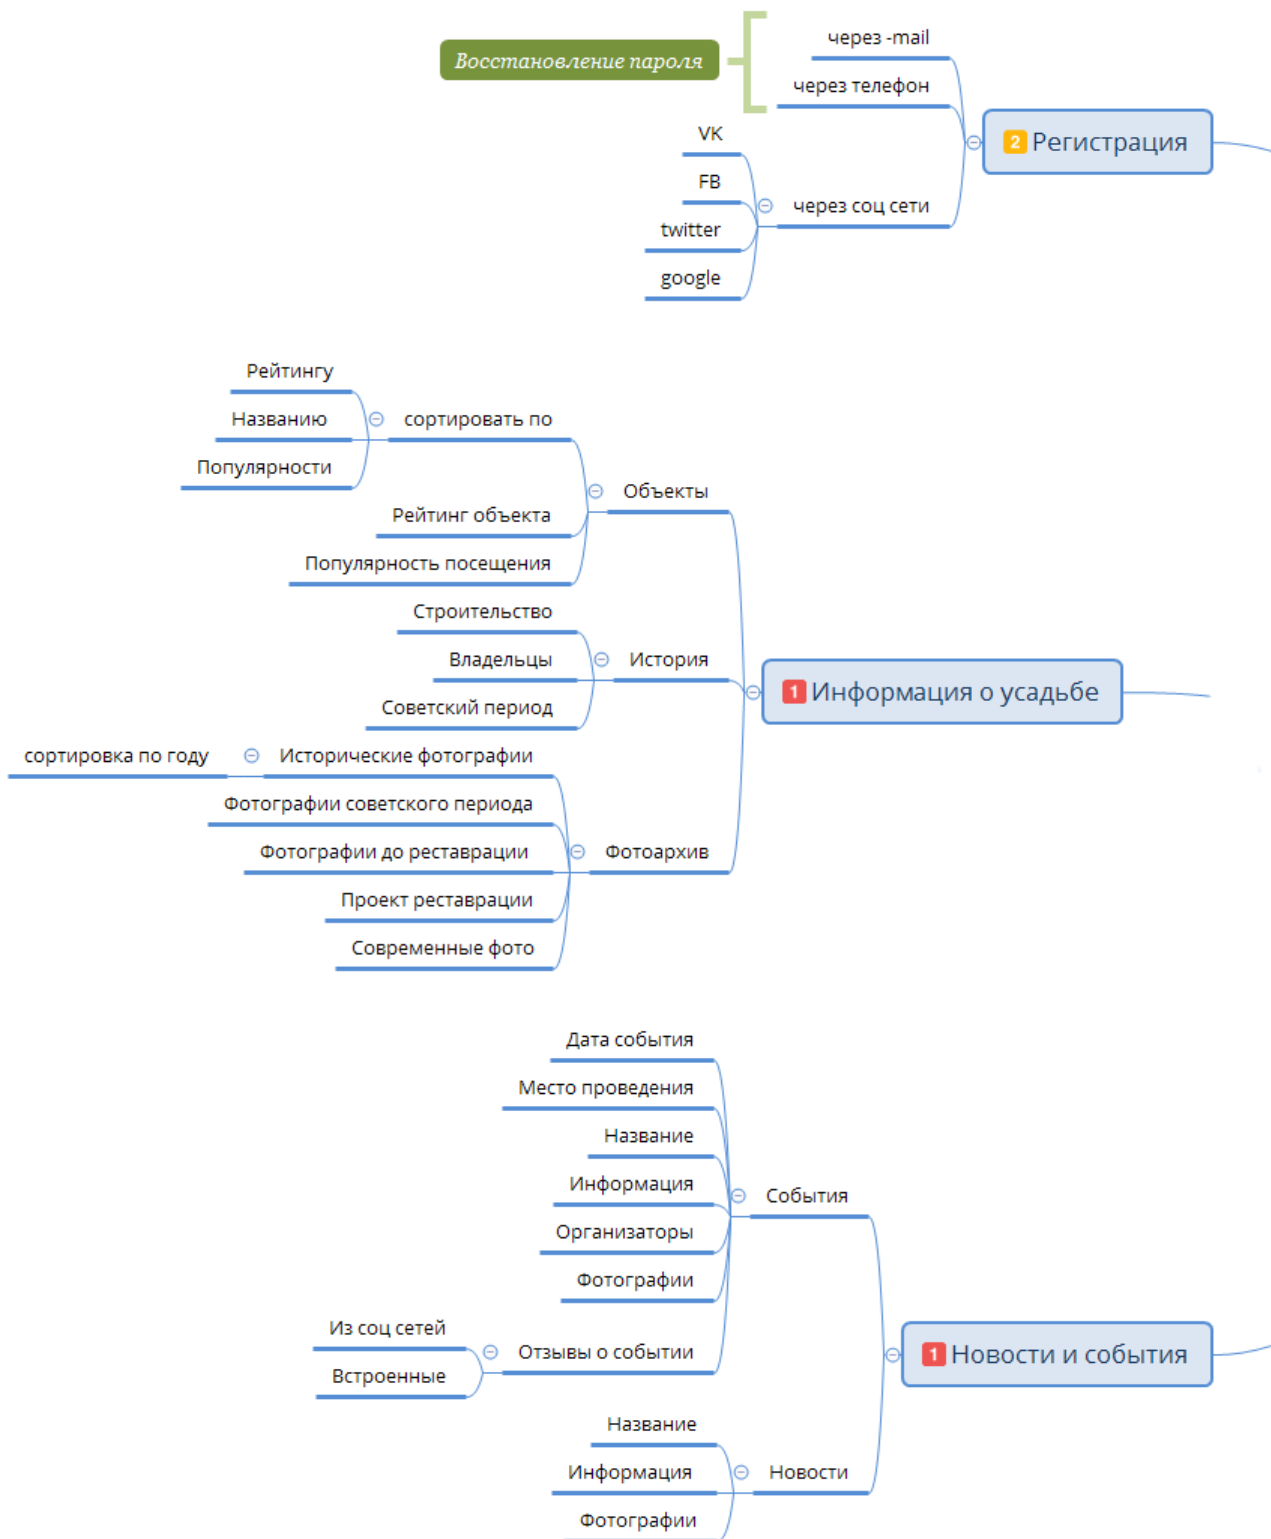 через -mail
Восстановление пароля
через телефон
VK
2 Регистрация
FB
через соц сети
twitter
google
Рейтингу
Названию
сортировать по
Популярности
Объекты
Рейтинг объекта
Популярность посещения
Строительство
Владельцы
История
Советский период
1 Информация о усадьбе
сортировка по году
Исторические фотографии
Фотографии советского периода
Фотографии до реставрации
Фотоархив
Проект реставрации
Современные фото
Дата события
Место проведения
Название
Информация
События
Организаторы
Фотографии
Из соц сетей
Отзывы о событии
Встроенные
1 Новости и события
Название
Информация
Новости
Фотографии